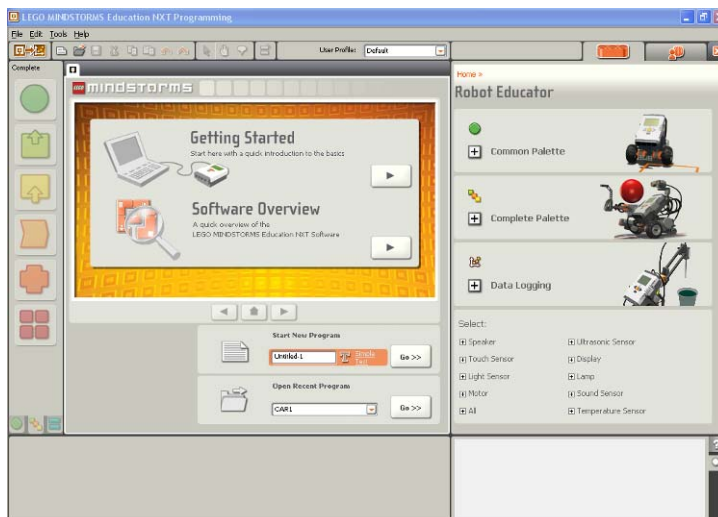 LEGO MINDSTORMS Education NXT Programming
File Edit Tools Help
User Profile: Default
Complete
mindstorms
Getting Started
Start here with a quick introduction to the basics
Software Overview
A quick overview of the
LEGO MINDSTORMS Education NXT Software
Start New Program
Untitled-1
Go >>
Open Recent Program
CAR1
Go >>
Home »
Robot Educator
Common Palette
Complete Palette
Data Logging
Select:
Speaker
Ultrasonic Sensor
Touch Sensor
Display
Light Sensor
Lamp
Motor
Sound Sensor
All
Temperature Sensor